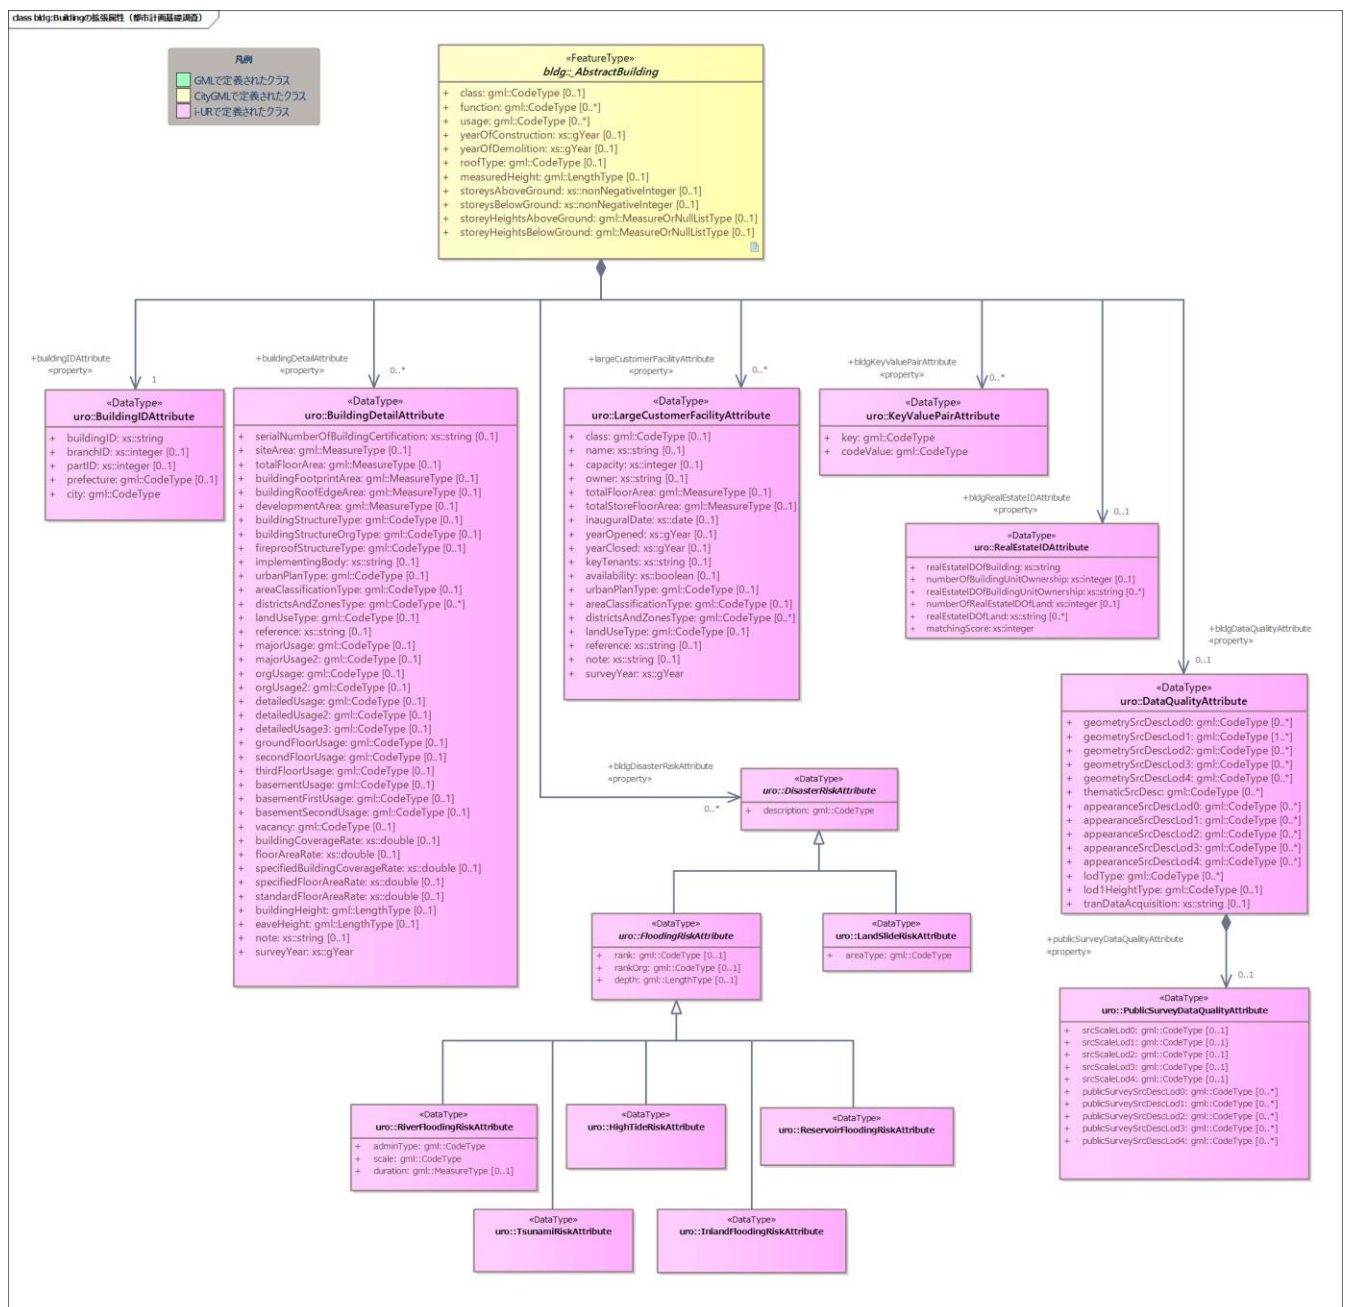 class bldg:Buildingの拡張属性（都市計画基礎調査）
凡例
GMLで定義されたクラス
CityGMLで定義されたクラス
i-URで定義されたクラス
«FeatureType»
bldg::_AbstractBuilding
+ class: gml::CodeType [0..1]
+ function: gml::CodeType [0..*]
+ usage: gml::CodeType [0..*]
+ yearOfConstruction: xs::gYear [0..1]
+ yearOfDemolition: xs::gYear [0..1]
+ roofType: gml::CodeType [0..1]
+ measuredHeight: gml::LengthType [0..1]
+ storeysAboveGround: xs::nonNegativeInteger [0..1]
+ storeysBelowGround: xs::nonNegativeInteger [0..1]
+ storeyHeightsAboveGround: gml::MeasureOrNullListType [0..1]
+ storeyHeightsBelowGround: gml::MeasureOrNullListType [0..1]
+buildingIDAttribute
«property»
1
«DataType»
uro::BuildingIDAttribute
+ buildingID: xs::string
+ branchID: xs::integer [0..1]
+ partID: xs::integer [0..1]
+ prefecture: gml::CodeType [0..1]
+ city: gml::CodeType
+buildingDetailAttribute
«property»
0..*
«DataType»
uro::BuildingDetailAttribute
+ serialNumberOfBuildingCertification: xs::string [0..1]
+ siteArea: gml::MeasureType [0..1]
+ totalFloorArea: gml::MeasureType [0..1]
+ buildingFootprintArea: gml::MeasureType [0..1]
+ buildingRoofEdgeArea: gml::MeasureType [0..1]
+ developmentArea: gml::MeasureType [0..1]
+ buildingStructureType: gml::CodeType [0..1]
+ buildingStructureOrgType: gml::CodeType [0..1]
+ fireproofStructureType: gml::CodeType [0..1]
+ implementingBody: xs::string [0..1]
+ urbanPlanType: gml::CodeType [0..1]
+ areaClassificationType: gml::CodeType [0..1]
+ districtsAndZonesType: gml::CodeType [0..*]
+ landUseType: gml::CodeType [0..1]
+ reference: xs::string [0..1]
+ majorUsage: gml::CodeType [0..1]
+ majorUsage2: gml::CodeType [0..1]
+ orgUsage: gml::CodeType [0..1]
+ orgUsage2: gml::CodeType [0..1]
+ detailedUsage: gml::CodeType [0..1]
+ detailedUsage2: gml::CodeType [0..1]
+ detailedUsage3: gml::CodeType [0..1]
+ groundFloorUsage: gml::CodeType [0..1]
+ secondFloorUsage: gml::CodeType [0..1]
+ thirdFloorUsage: gml::CodeType [0..1]
+ basementUsage: gml::CodeType [0..1]
+ basementFirstUsage: gml::CodeType [0..1]
+ basementSecondUsage: gml::CodeType [0..1]
+ vacancy: gml::CodeType [0..1]
+ buildingCoverageRate: xs::double [0..1]
+ floorAreaRate: xs::double [0..1]
+ specifiedBuildingCoverageRate: xs::double [0..1]
+ specifiedFloorAreaRate: xs::double [0..1]
+ standardFloorAreaRate: xs::double [0..1]
+ buildingHeight: gml::LengthType [0..1]
+ eaveHeight: gml::LengthType [0..1]
+ note: xs::string [0..1]
+ surveyYear: xs::gYear
+largeCustomerFacilityAttribute
«property»
0..*
«DataType»
uro::LargeCustomerFacilityAttribute
+ class: gml::CodeType [0..1]
+ name: xs::string [0..1]
+ capacity: xs::integer [0..1]
+ owner: xs::string [0..1]
+ totalFloorArea: gml::MeasureType [0..1]
+ totalStoreFloorArea: gml::MeasureType [0..1]
+ inauguralDate: xs::date [0..1]
+ yearOpened: xs::gYear [0..1]
+ yearClosed: xs::gYear [0..1]
+ keyTenants: xs::string [0..1]
+ availability: xs::boolean [0..1]
+ urbanPlanType: gml::CodeType [0..1]
+ areaClassificationType: gml::CodeType [0..1]
+ districtsAndZonesType: gml::CodeType [0..*]
+ landUseType: gml::CodeType [0..1]
+ reference: xs::string [0..1]
+ note: xs::string [0..1]
+ surveyYear: xs::gYear
+bldgKeyValuePairAttribute
«property»
0..*
«DataType»
uro::KeyValuePairAttribute
+ key: gml::CodeType
+ codeValue: gml::CodeType
+bldgRealEstateIDAttribute
«property»
0..1
«DataType»
uro::RealEstateIDAttribute
+ realEstateIDOfBuilding: xs::string
+ numberOfBuildingUnitOwnership: xs::integer [0..1]
+ realEstateIDOfBuildingUnitOwnership: xs::string [0..*]
+ numberOfRealEstateIDOfLand: xs::integer [0..1]
+ realEstateIDOfLand: xs::string [0..*]
+ matchingScore: xs::integer
+bldgDataQualityAttribute
«property»
0..1
«DataType»
uro::DataQualityAttribute
+ geometrySrcDescLod0: gml::CodeType [0..*]
+ geometrySrcDescLod1: gml::CodeType [1..*]
+ geometrySrcDescLod2: gml::CodeType [0..*]
+ geometrySrcDescLod3: gml::CodeType [0..*]
+ geometrySrcDescLod4: gml::CodeType [0..*]
+ thematicSrcDesc: gml::CodeType [0..*]
+ appearanceSrcDescLod0: gml::CodeType [0..*]
+ appearanceSrcDescLod1: gml::CodeType [0..*]
+ appearanceSrcDescLod2: gml::CodeType [0..*]
+ appearanceSrcDescLod3: gml::CodeType [0..*]
+ appearanceSrcDescLod4: gml::CodeType [0..*]
+ lodType: gml::CodeType [0..*]
+ lod1HeightType: gml::CodeType [0..1]
+ tranDataAcquisition: xs::string [0..1]
+bldgDisasterRiskAttribute
«property»
0..*
«DataType»
uro::DisasterRiskAttribute
+ description: gml::CodeType
«DataType»
uro::FloodingRiskAttribute
+ rank: gml::CodeType [0..1]
+ rankOrg: gml::CodeType [0..1]
+ depth: gml::LengthType [0..1]
«DataType»
uro::LandSlideRiskAttribute
+ areaType: gml::CodeType
+publicSurveyDataQualityAttribute
«property»
0..1
«DataType»
uro::PublicSurveyDataQualityAttribute
+ srcScaleLod0: gml::CodeType [0..1]
+ srcScaleLod1: gml::CodeType [0..1]
+ srcScaleLod2: gml::CodeType [0..1]
+ srcScaleLod3: gml::CodeType [0..1]
+ srcScaleLod4: gml::CodeType [0..1]
+ publicSurveySrcDescLod0: gml::CodeType [0..*]
+ publicSurveySrcDescLod1: gml::CodeType [0..*]
+ publicSurveySrcDescLod2: gml::CodeType [0..*]
+ publicSurveySrcDescLod3: gml::CodeType [0..*]
+ publicSurveySrcDescLod4: gml::CodeType [0..*]
«DataType»
uro::RiverFloodingRiskAttribute
+ adminType: gml::CodeType
+ scale: gml::CodeType
+ duration: gml::MeasureType [0..1]
«DataType»
uro::HighTideRiskAttribute
«DataType»
uro::ReservoirFloodingRiskAttribute
«DataType»
uro::TsunamiRiskAttribute
«DataType»
uro::InlandFloodingRiskAttribute